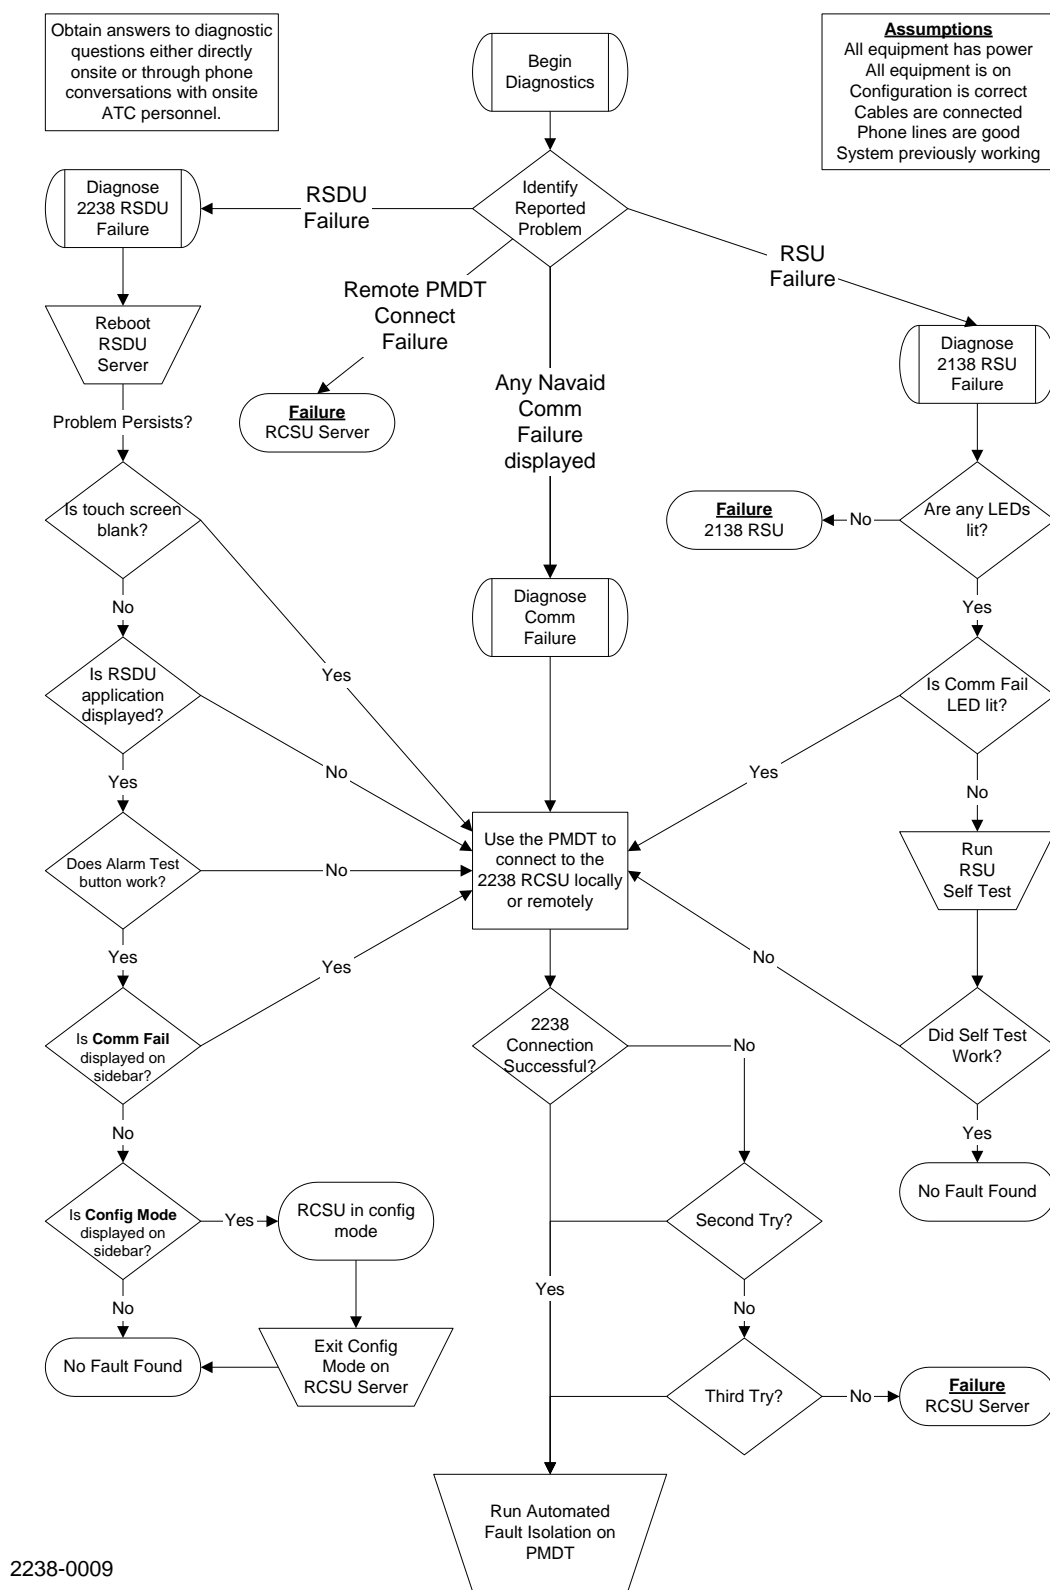 Obtain answers to diagnostic
questions either directly
onsite or through phone
conversations with onsite
ATC personnel.
Begin
Diagnostics
Assumptions
All equipment has power
All equipment is on
Configuration is correct
Cables are connected
Phone lines are good
System previously working
Diagnose
2238 RSDU
Failure
RSDU
Failure
Identify
Reported
Problem
RSU
Failure
Remote PMDT
Connect
Failure
Reboot
RSDU
Server
Diagnose
2138 RSU
Failure
Any Navaid
Comm
Failure
displayed
Failure
RCSU Server
Problem Persists?
Is touch screen
blank?
Failure
2138 RSU
No
Are any LEDs
lit?
No
Diagnose
Comm
Failure
Yes
Is RSDU
application
displayed?
Yes
Is Comm Fail
LED lit?
Yes
No
Yes
No
Use the PMDT to
connect to the
2238 RCSU locally
or remotely
Run
RSU
Self Test
Does Alarm Test
button work?
No
Yes
Yes
No
Is Comm Fail
displayed on
sidebar?
2238
Connection
Successful?
No
Did Self Test
Work?
No
Yes
Is Config Mode
displayed on
sidebar?
Yes
RCSU in config
mode
Second Try?
No Fault Found
No
Yes
No
No Fault Found
Exit Config
Mode on
RCSU Server
Third Try?
No
Failure
RCSU Server
Run Automated
Fault Isolation on
PMDT
2238-0009